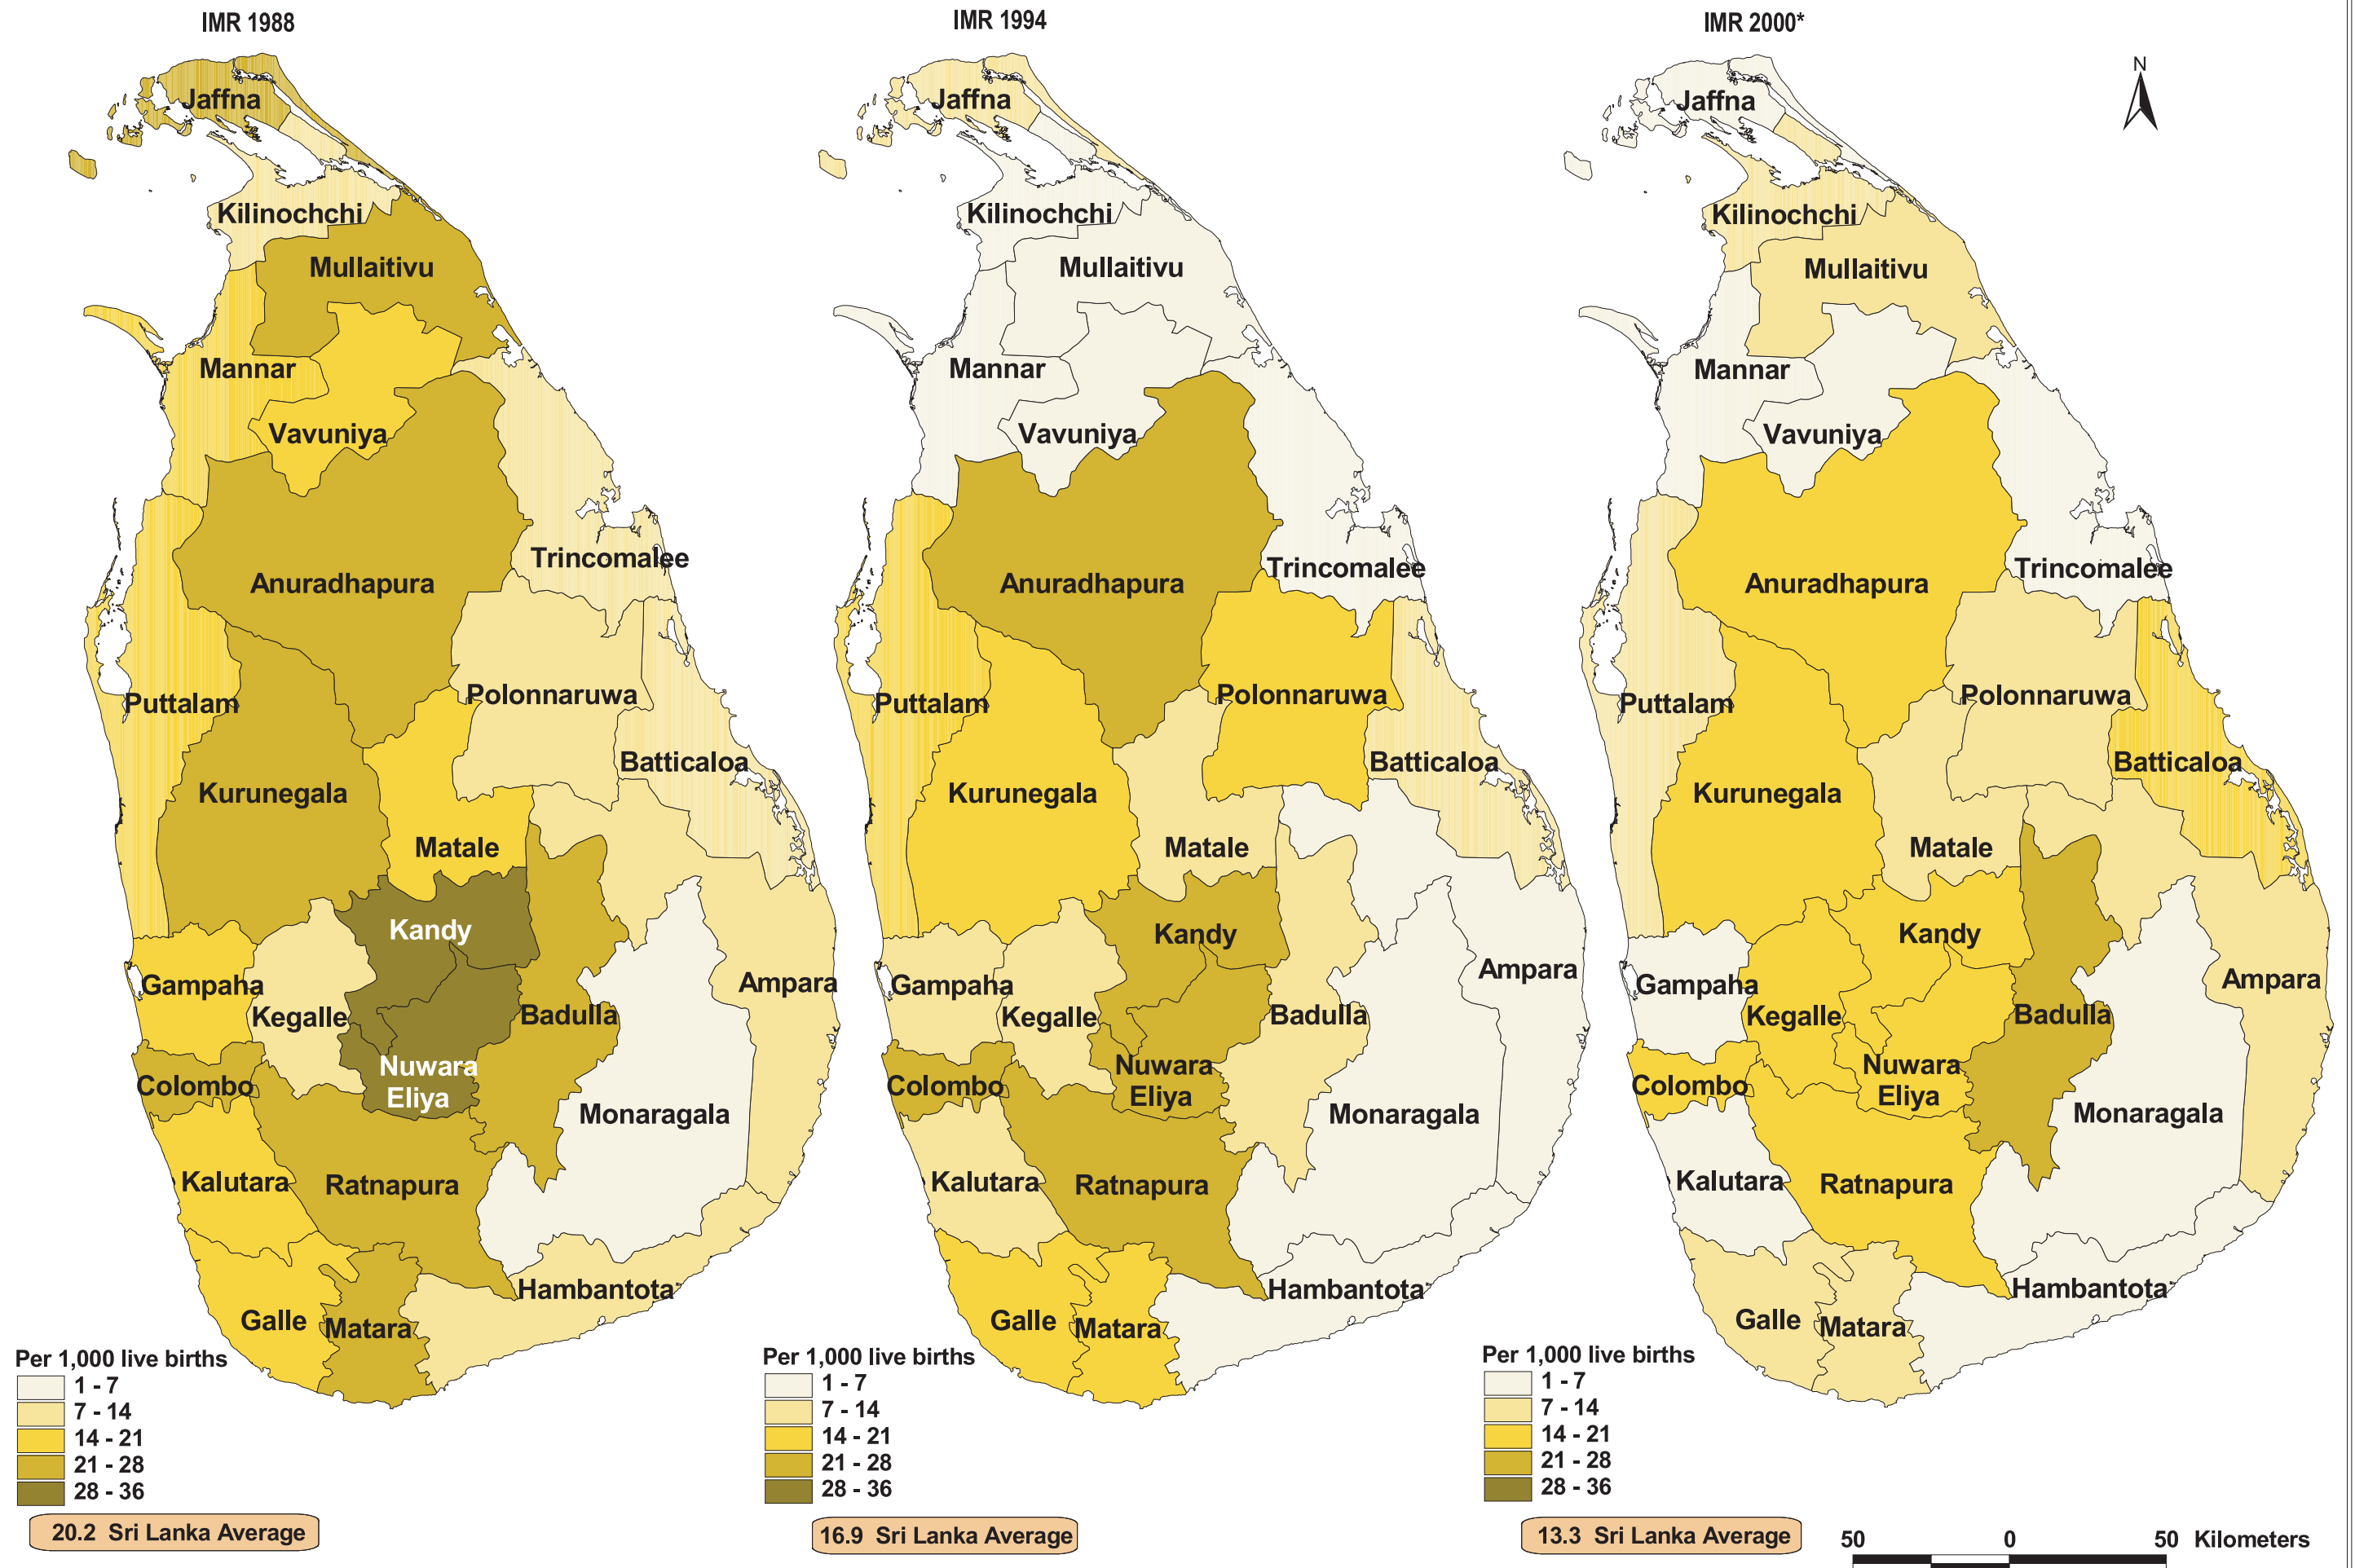 IMR 1988
Jaffna
Kilinochchi
Mullaitivu
Mannar
Vavuniya
Trincomalee
Anuradhapura
Polonnaruwa
Puttalam
Batticaloa
Kurunegala
Matale
Kandy
Ampara
Gampaha
Kegalle
Badulla
Nuwara
Eliya
Colombo
Monaragala
Kalutara
Ratnapura
Hambantota
Galle
Matara
Per 1,000 live births
1 - 7
7 - 14
14 - 21
21 - 28
28 - 36
20.2 Sri Lanka Average
IMR 1994
Jaffna
Kilinochchi
Mullaitivu
Mannar
Vavuniya
Trincomalee
Anuradhapura
Polonnaruwa
Puttalam
Batticaloa
Kurunegala
Matale
Kandy
Ampara
Gampaha
Kegalle
Badulla
Nuwara
Eliya
Colombo
Monaragala
Kalutara
Ratnapura
Hambantota
Galle
Matara
Per 1,000 live births
1 - 7
7 - 14
14 - 21
21 - 28
28 - 36
16.9 Sri Lanka Average
IMR 2000*
N
Jaffna
Kilinochchi
Mullaitivu
Mannar
Vavuniya
Trincomalee
Anuradhapura
Polonnaruwa
Puttalam
Batticaloa
Kurunegala
Matale
Kandy
Ampara
Gampaha
Kegalle
Badulla
Nuwara
Eliya
Colombo
Monaragala
Kalutara
Ratnapura
Hambantota
Galle
Matara
Per 1,000 live births
1 - 7
7 - 14
14 - 21
21 - 28
28 - 36
13.3 Sri Lanka Average
50 0 50 Kilometers